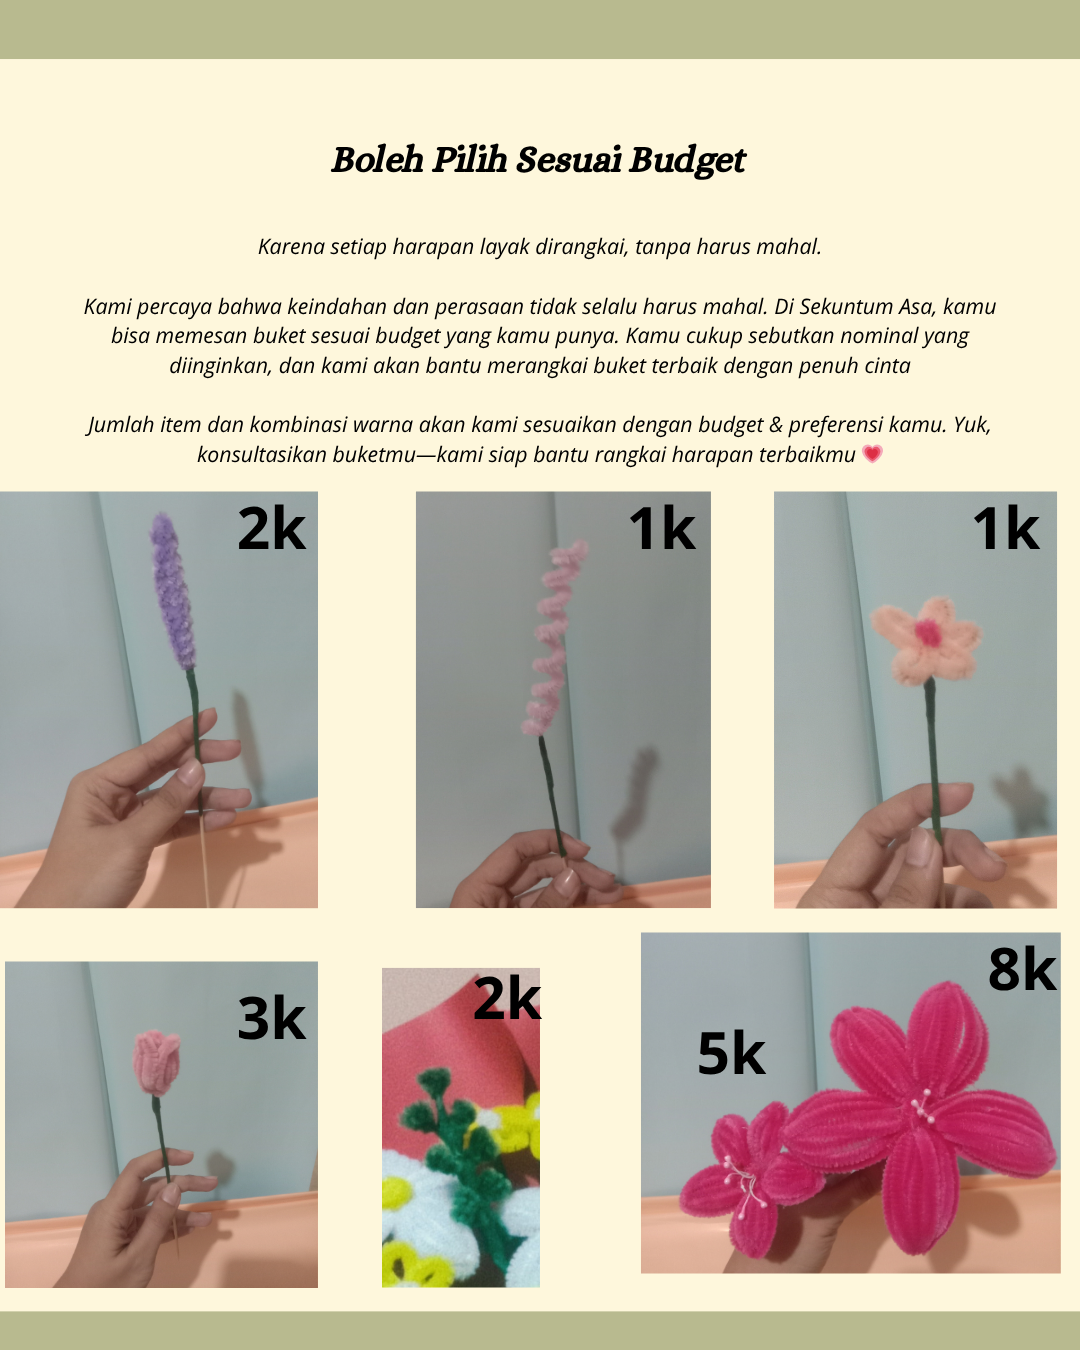 Boleh Pilih Sesuai Budget
Karena setiap harapan layak dirangkai, tanpa harus mahal.
Kami percaya bahwa keindahan dan perasaan tidak selalu harus mahal. Di Sekuntum Asa, kamu
bisa memesan buket sesuai budget yang kamu punya. Kamu cukup sebutkan nominal yang
diinginkan, dan kami akan bantu merangkai buket terbaik dengan penuh cinta
Jumlah item dan kombinasi warna akan kami sesuaikan dengan budget & preferensi kamu. Yuk,
konsultasikan buketmu—kami siap bantu rangkai harapan terbaikmu 💗
2k
1k
1k
3k
2k
5k
8k